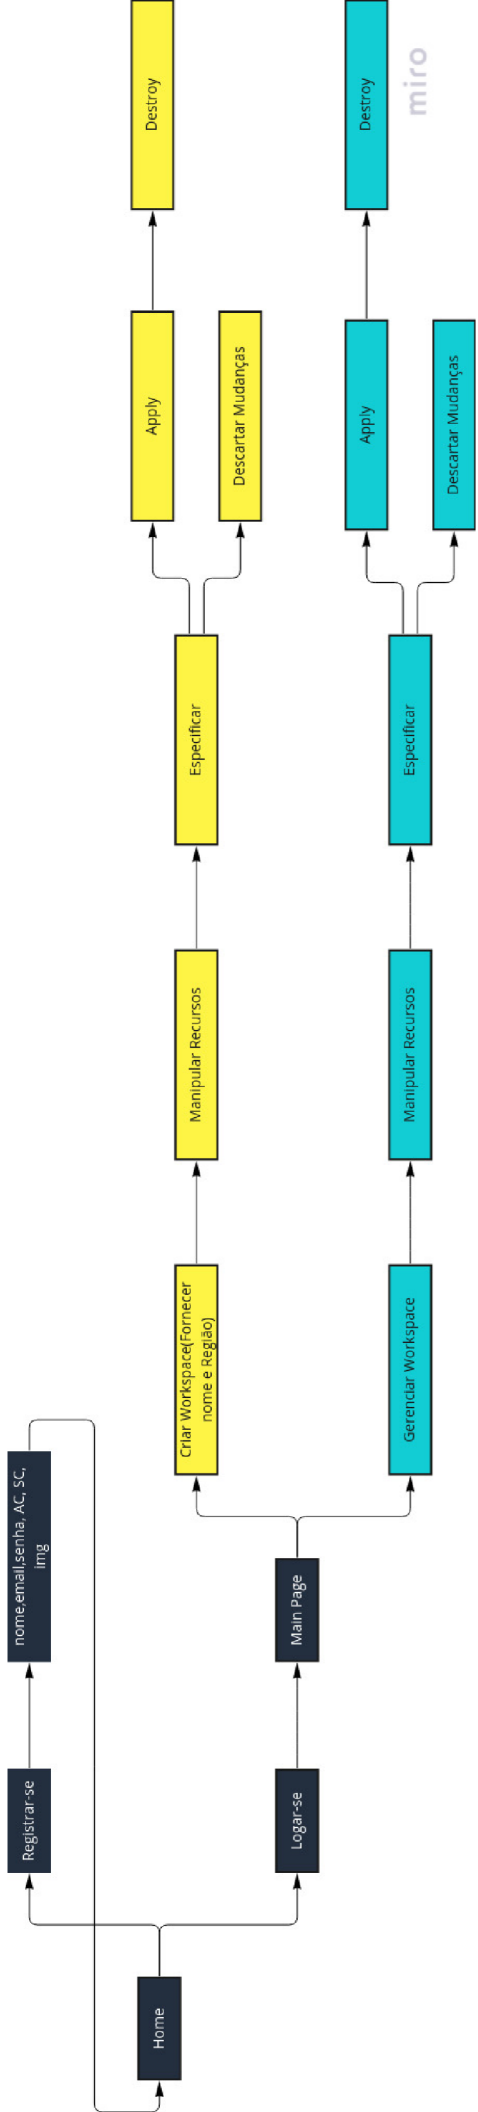 Home
Registrar-se
nome,email,senha, AC, SC,
img
Logar-se
Main Page
Criar Workspace(Fornecer
nome e Região)
Manipular Recursos
Especificar
Apply
Descartar Mudanças
Destroy
Gerenciar Workspace
Manipular Recursos
Especificar
Apply
Descartar Mudanças
Destroy
miro